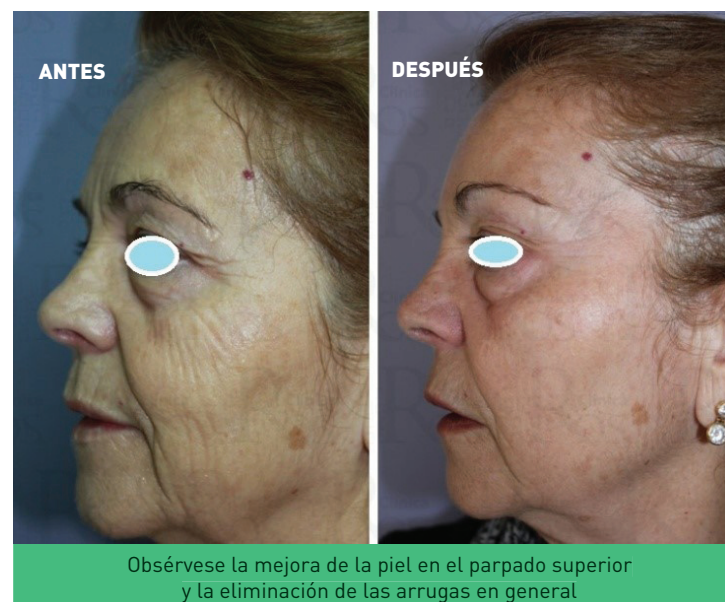 ANTES
DESPUÉS
Obsérvese la mejora de la piel en el parpado superior
y la eliminación de las arrugas en general